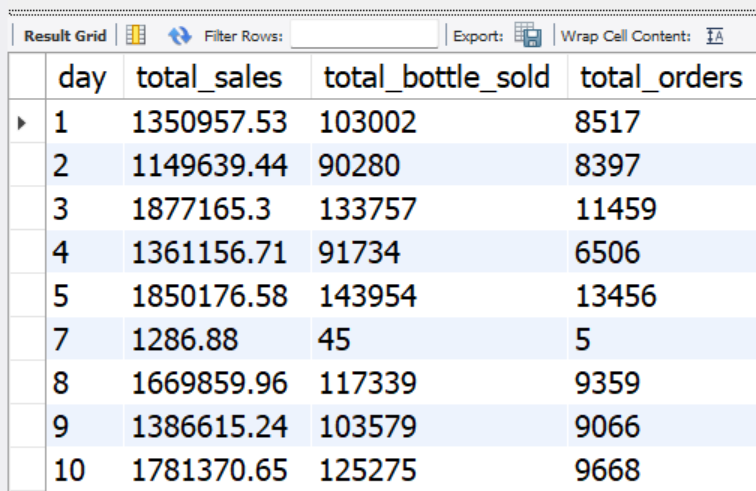 Result Grid Filter Rows: Export: Wrap Cell Content: IA
day total_sales total_bottle_sold total_orders
1 1350957.53 103002 8517
2 1149639.44 90280 8397
3 1877165.3 133757 11459
4 1361156.71 91734 6506
5 1850176.58 143954 13456
7 1286.88 45 5
8 1669859.96 117339 9359
9 1386615.24 103579 9066
10 1781370.65 125275 9668